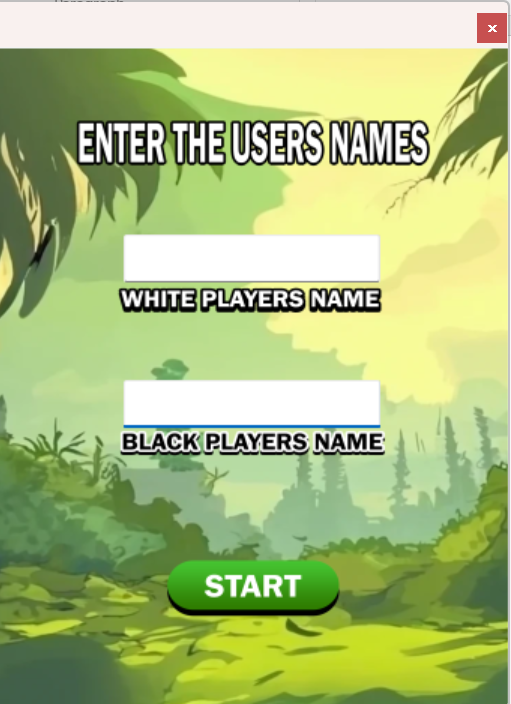 ENTER THE USERS NAMES
WHITE PLAYERS NAME
BLACK PLAYERS NAME
START